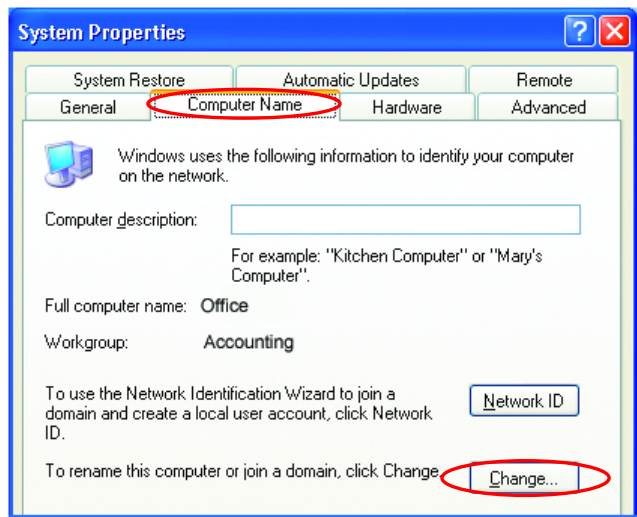 System Properties
System Restore Automatic Updates Remote
General Computer Name Hardware Advanced
Windows uses the following information to identify your computer
on the network.
Computer description:
For example: "Kitchen Computer" or "Mary's
Computer".
Full computer name: Office
Workgroup: Accounting
To use the Network Identification Wizard to join a
domain and create a local user account, click Network
ID.
Network ID
To rename this computer or join a domain, click Change.
Change...